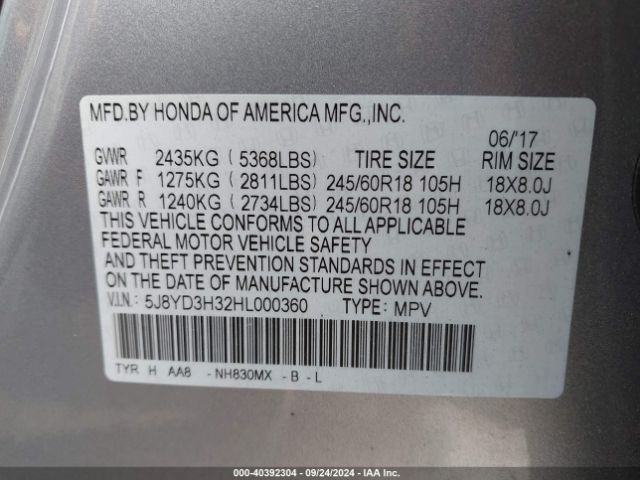 MFD.BY HONDA OF AMERICA MFG.,INC.
06/'17
GVWR 2435KG ( 5368LBS) TIRE SIZE RIM SIZE
GAWR F 1275KG ( 2811LBS) 245/60R18 105H 18X8.0J
GAWR R 1240KG ( 2734LBS) 245/60R18 105H 18X8.0J
THIS VEHICLE CONFORMS TO ALL APPLICABLE
FEDERAL MOTOR VEHICLE SAFETY
AND THEFT PREVENTION STANDARDS IN EFFECT
ON THE DATE OF MANUFACTURE SHOWN ABOVE.
V.I.N.: 5J8YD3H32HL000360 TYPE: MPV
TYR H AA8 -NH830MX -B -L
000-40392304 - 09/24/2024 - IAA Inc.